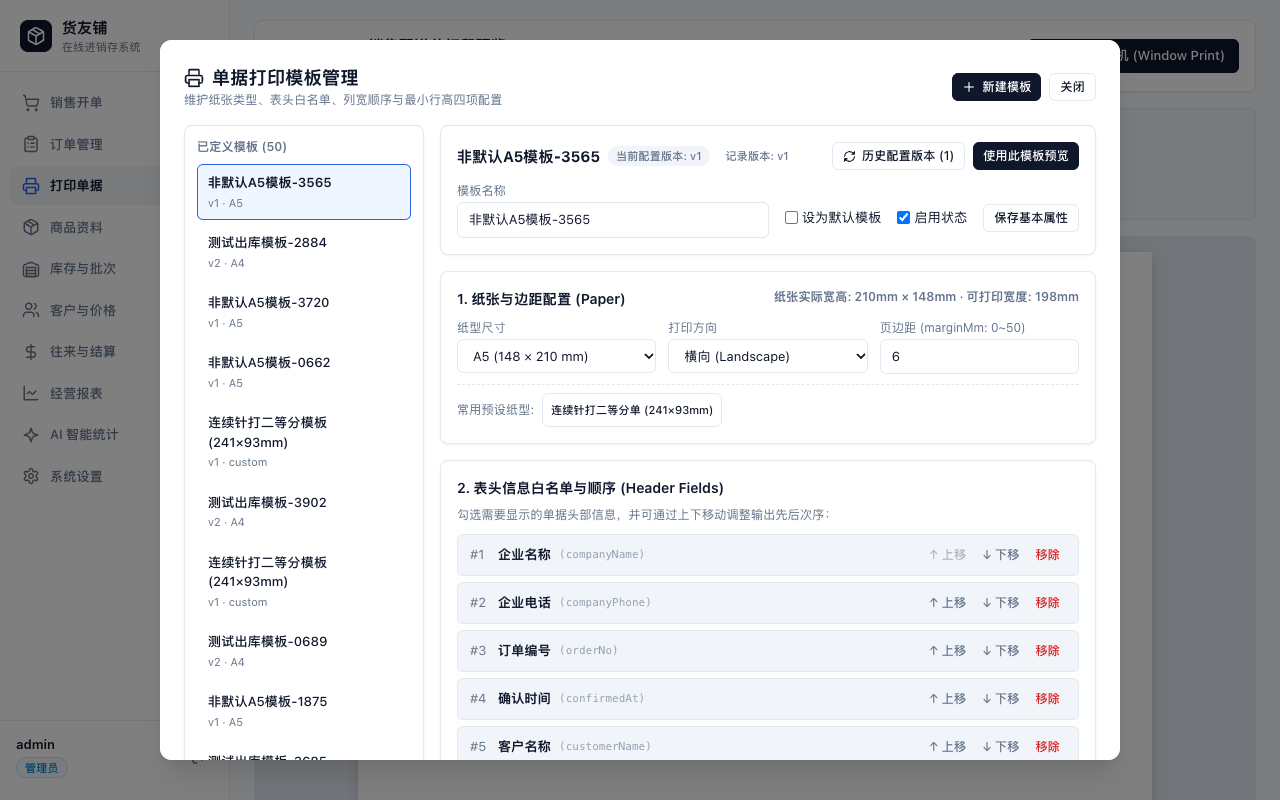 货友铺
在线进销存系统
销售开单
订单管理
打印单据
商品资料
库存与批次
客户与价格
往来与结算
经营报表
AI 智能统计
系统设置
admin
管理员
机 (Window Print)
单据打印模板管理
维护纸张类型、表头白名单、列宽顺序与最小行高四项配置
新建模板
关闭
已定义模板 (50)
非默认A5模板-3565
v1 · A5
测试出库模板-2884
v2 · A4
非默认A5模板-3720
v1 · A5
非默认A5模板-0662
v1 · A5
连续针打二等分模板
(241×93mm)
v1 · custom
测试出库模板-3902
v2 · A4
连续针打二等分模板
(241×93mm)
v1 · custom
测试出库模板-0689
v2 · A4
非默认A5模板-1875
v1 · A5
非默认A5模板-3565 当前配置版本: v1 记录版本: v1 历史配置版本 (1) 使用此模板预览
模板名称
非默认A5模板-3565 设为默认模板 启用状态 保存基本属性
1. 纸张与边距配置 (Paper) 纸张实际宽高: 210mm × 148mm · 可打印宽度: 198mm
纸型尺寸 打印方向 页边距 (marginMm: 0~50)
A5 (148 × 210 mm) 横向 (Landscape) 6
常用预设纸型: 连续针打二等分单 (241×93mm)
2. 表头信息白名单与顺序 (Header Fields)
勾选需要显示的单据头部信息，并可通过上下移动调整输出先后次序：
#1 企业名称 (companyName) ↑ 上移 ↓ 下移 移除
#2 企业电话 (companyPhone) ↑ 上移 ↓ 下移 移除
#3 订单编号 (orderNo) ↑ 上移 ↓ 下移 移除
#4 确认时间 (confirmedAt) ↑ 上移 ↓ 下移 移除
#5 客户名称 (customerName) ↑ 上移 ↓ 下移 移除